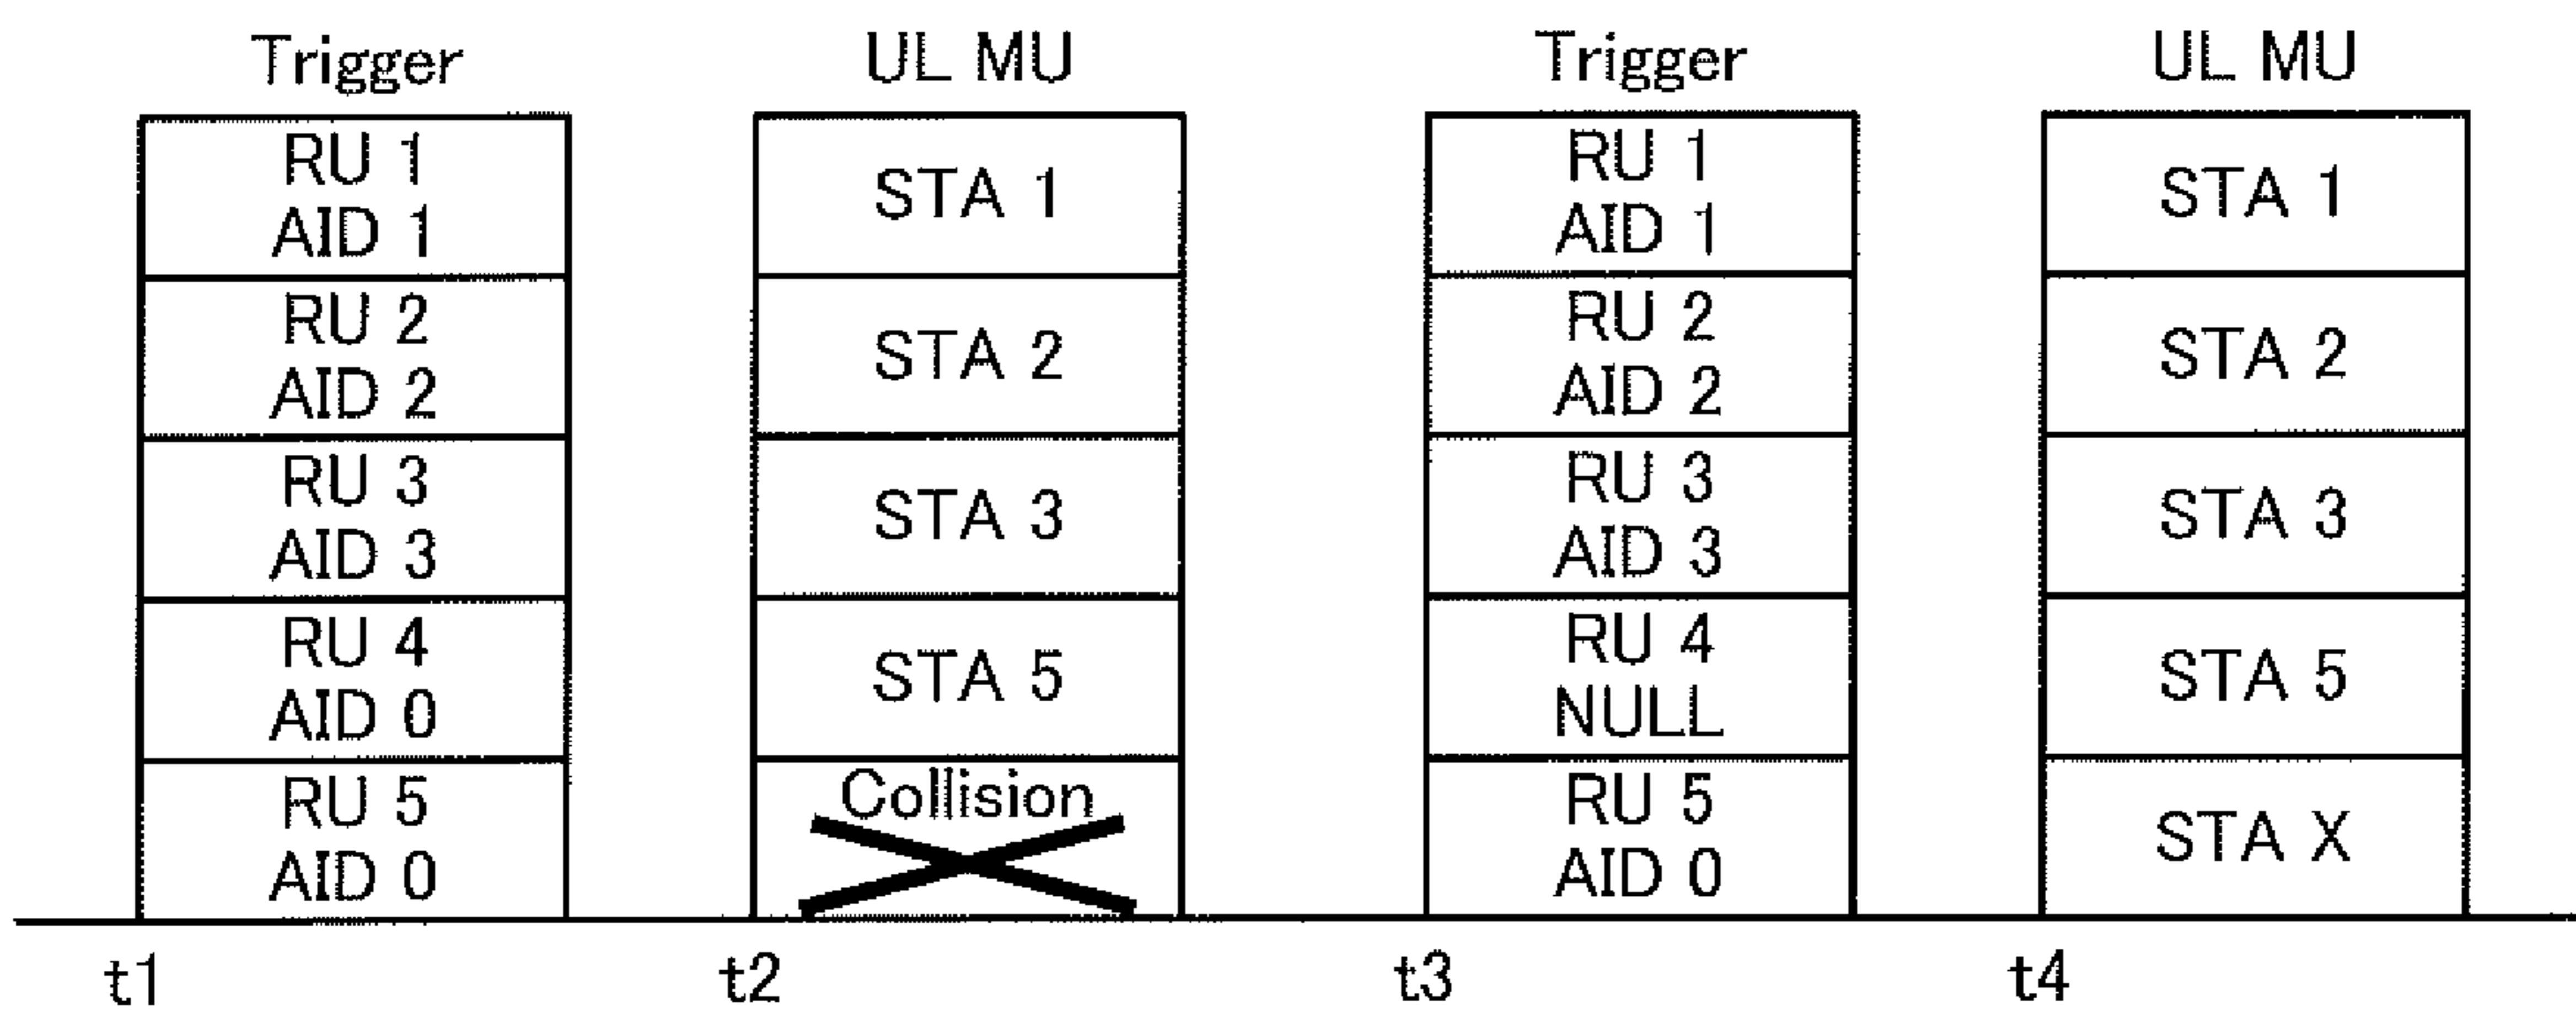 Trigger
RU 1
AID 1
RU 2
AID 2
RU 3
AID 3
RU 4
AID 0
RU 5
AID 0
t1
UL MU
STA 1
STA 2
STA 3
STA 5
Collision
t2
Trigger
RU 1
AID 1
RU 2
AID 2
RU 3
AID 3
RU 4
NULL
RU 5
AID 0
t3
UL MU
STA 1
STA 2
STA 3
STA 5
STA X
t4